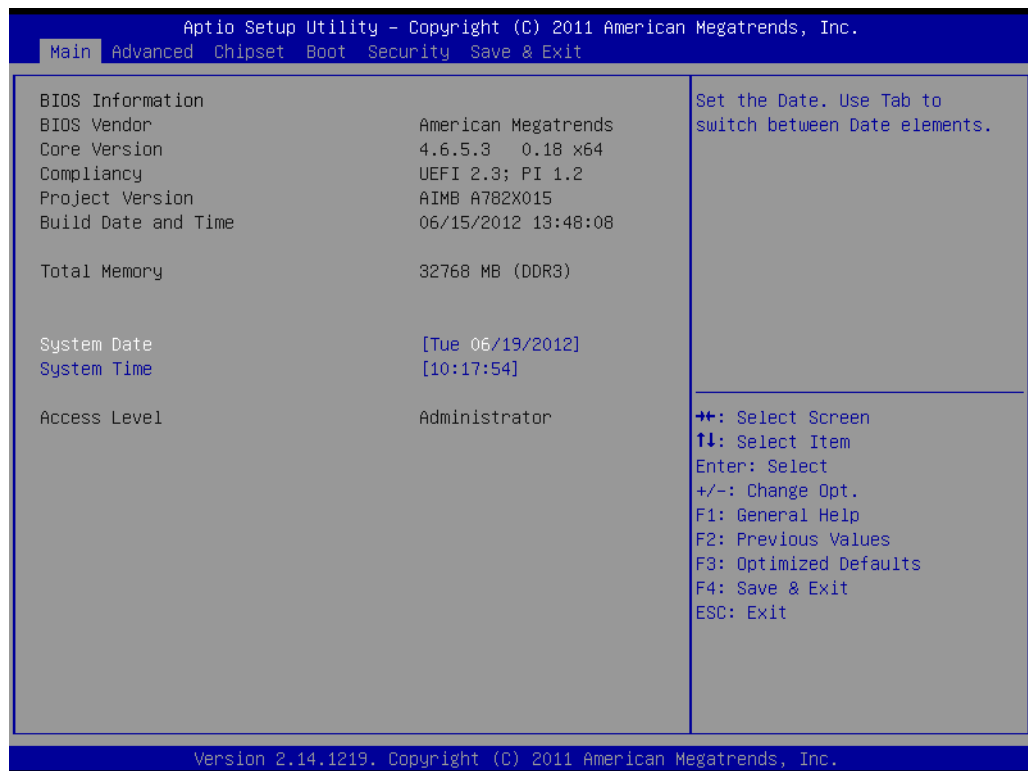 Aptio Setup Utility – Copyright (C) 2011 American Megatrends, Inc.
Main Advanced Chipset Boot Security Save & Exit
BIOS Information
BIOS Vendor American Megatrends
Core Version 4.6.5.3 0.18 x64
Compliancy UEFI 2.3; PI 1.2
Project Version AIMB A782X015
Build Date and Time 06/15/2012 13:48:08
Total Memory 32768 MB (DDR3)
System Date [Tue 06/19/2012]
System Time [10:17:54]
Access Level Administrator
Set the Date. Use Tab to
switch between Date elements.
→←: Select Screen
↑↓: Select Item
Enter: Select
+/-: Change Opt.
F1: General Help
F2: Previous Values
F3: Optimized Defaults
F4: Save & Exit
ESC: Exit
Version 2.14.1219. Copyright (C) 2011 American Megatrends, Inc.